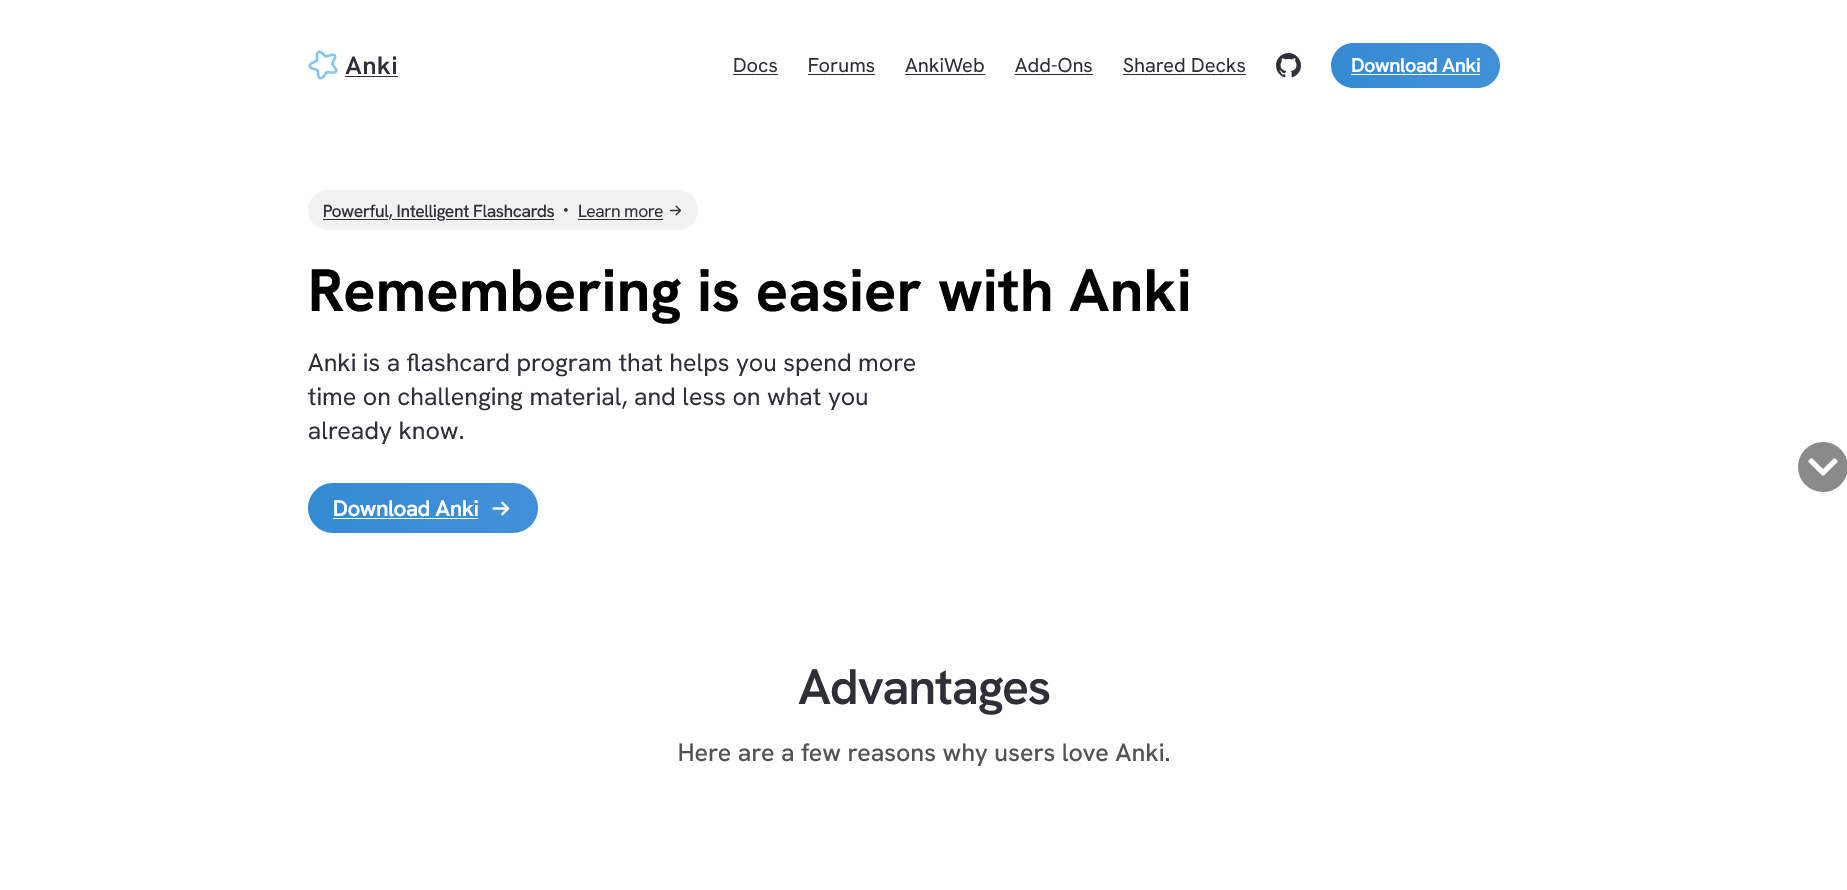 Anki
Docs
Forums
AnkiWeb
Add-Ons
Shared Decks
Download Anki
Powerful, Intelligent Flashcards • Learn more →
Remembering is easier with Anki
Anki is a flashcard program that helps you spend more
time on challenging material, and less on what you
already know.
Download Anki →
Advantages
Here are a few reasons why users love Anki.